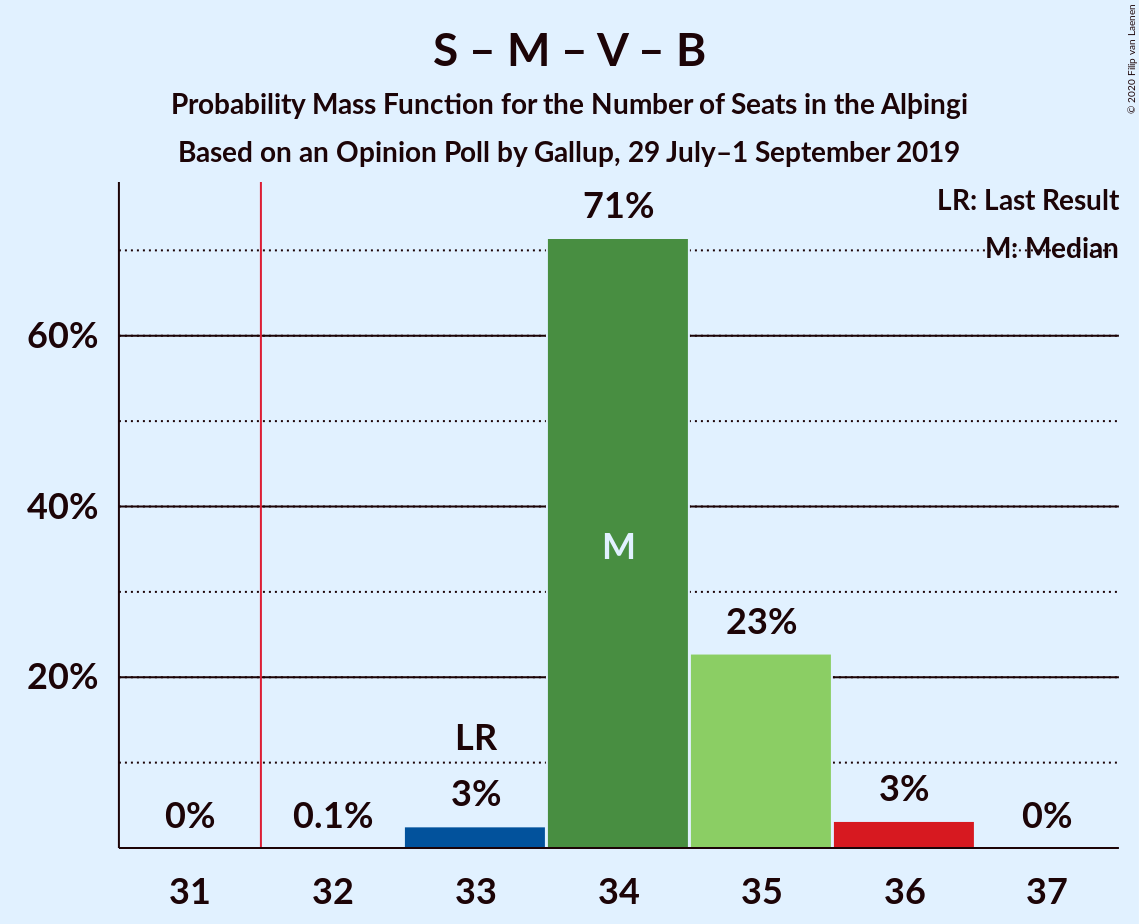 S – M – V – B
Probability Mass Function for the Number of Seats in the Alþingi
Based on an Opinion Poll by Gallup, 29 July–1 September 2019
© 2020 Filip van Laenen
LR: Last Result
M: Median
71%
60%
M
40%
23%
20%
LR
3%
3%
0%
0.1%
0%
31
32
33
34
35
36
37